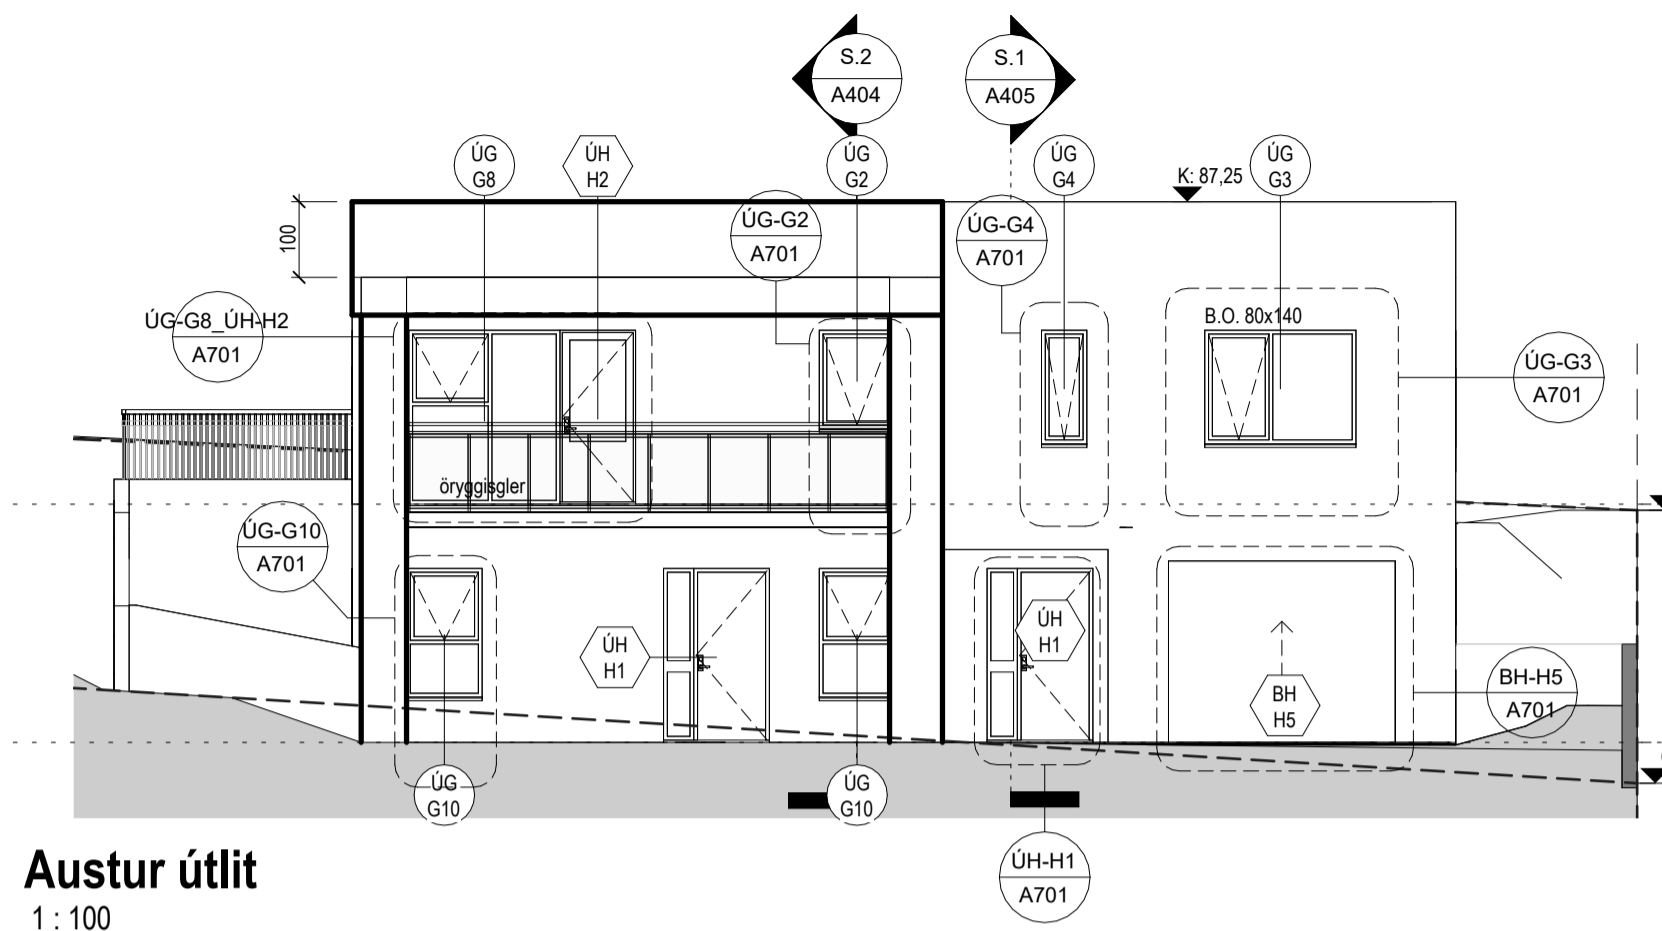 S.2
A404
S.1
A405
ÚG
G8
ÚH
H2
ÚG
G2
ÚG
G4
ÚG
G3
K: 87,25
100
ÚG-G2
A701
ÚG-G4
A701
ÚG-G8_ÚH-H2
A701
B.O. 80x140
ÚG-G3
A701
öryggisgler
ÚG-G10
A701
ÚH
H1
ÚH
H1
BH
H5
BH-H5
A701
ÚG
G10
ÚG
G10
ÚH-H1
A701
Austur útlit
1 : 100